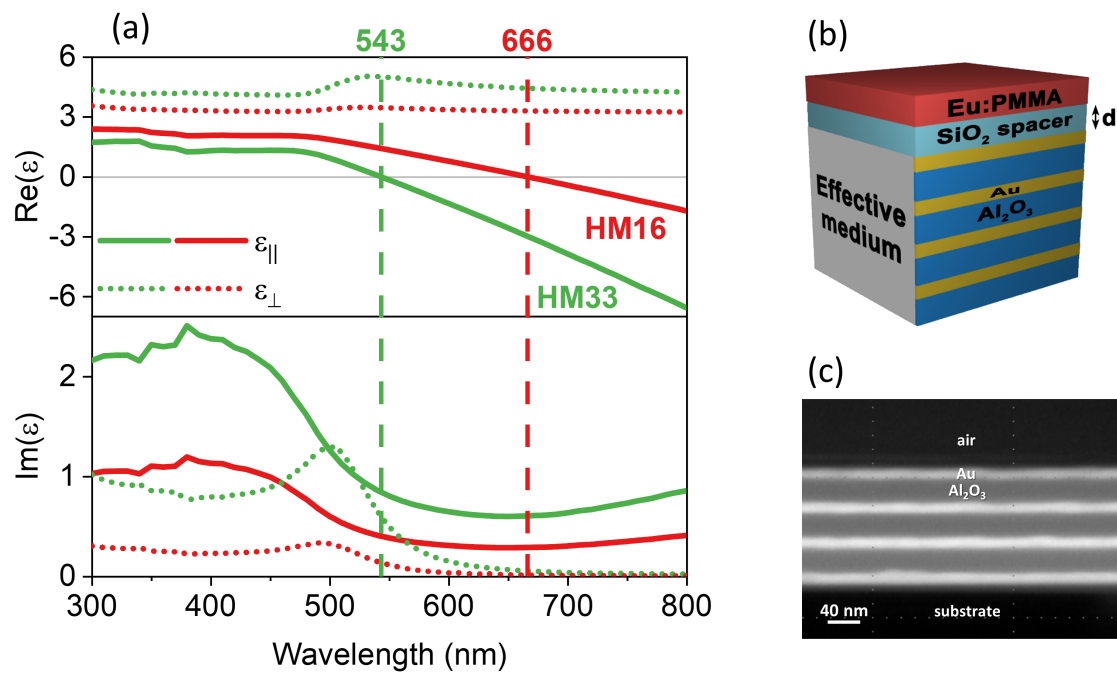 (a)
543 666
6
3
0
-3
-6
Re(ε)
ε||
ε⊥
HM16
HM33
2
1
0
Im(ε)
300 400 500 600 700 800
Wavelength (nm)
(b)
Eu:PMMA
SiO₂ spacer
d
Effective
medium
Au
Al₂O₃
(c)
air
Au
Al₂O₃
40 nm
substrate